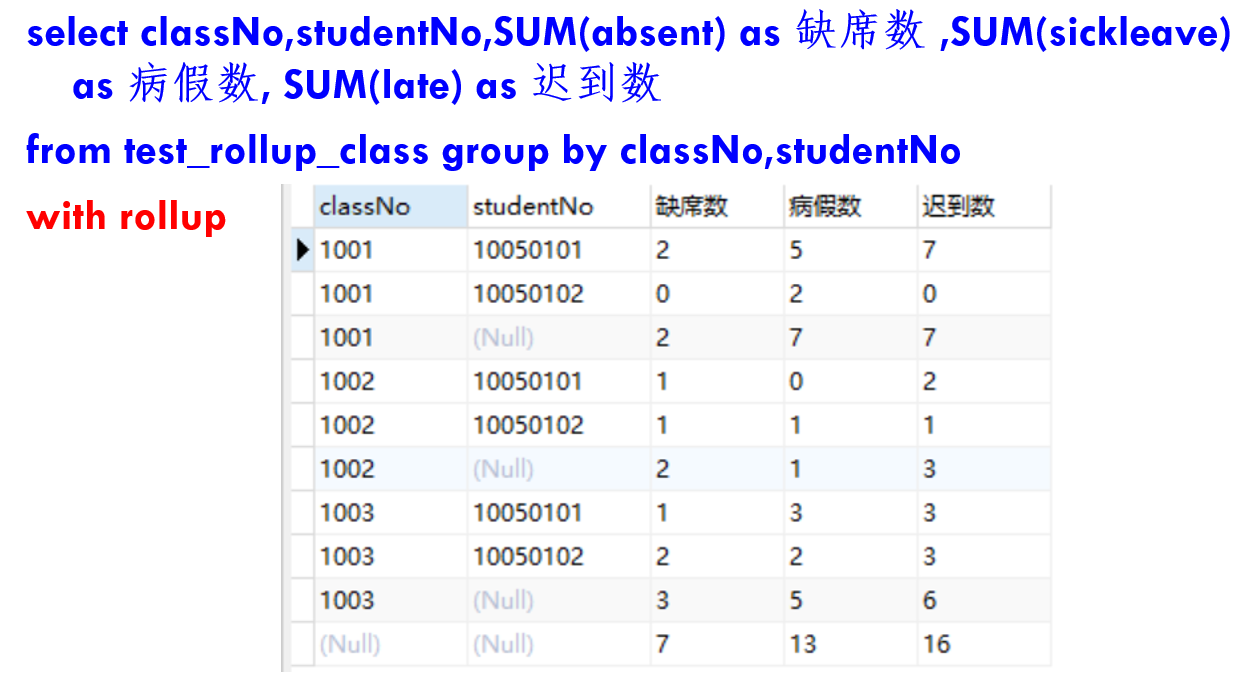 select classNo,studentNo,SUM(absent) as 缺席数 ,SUM(sickleave)
as 病假数, SUM(late) as 迟到数
from test_rollup_class group by classNo,studentNo
with rollup
classNo studentNo 缺席数 病假数 迟到数
1001 10050101 2 5 7
1001 10050102 0 2 0
1001 (Null) 2 7 7
1002 10050101 1 0 2
1002 10050102 1 1 1
1002 (Null) 2 1 3
1003 10050101 1 3 3
1003 10050102 2 2 3
1003 (Null) 3 5 6
(Null) (Null) 7 13 16